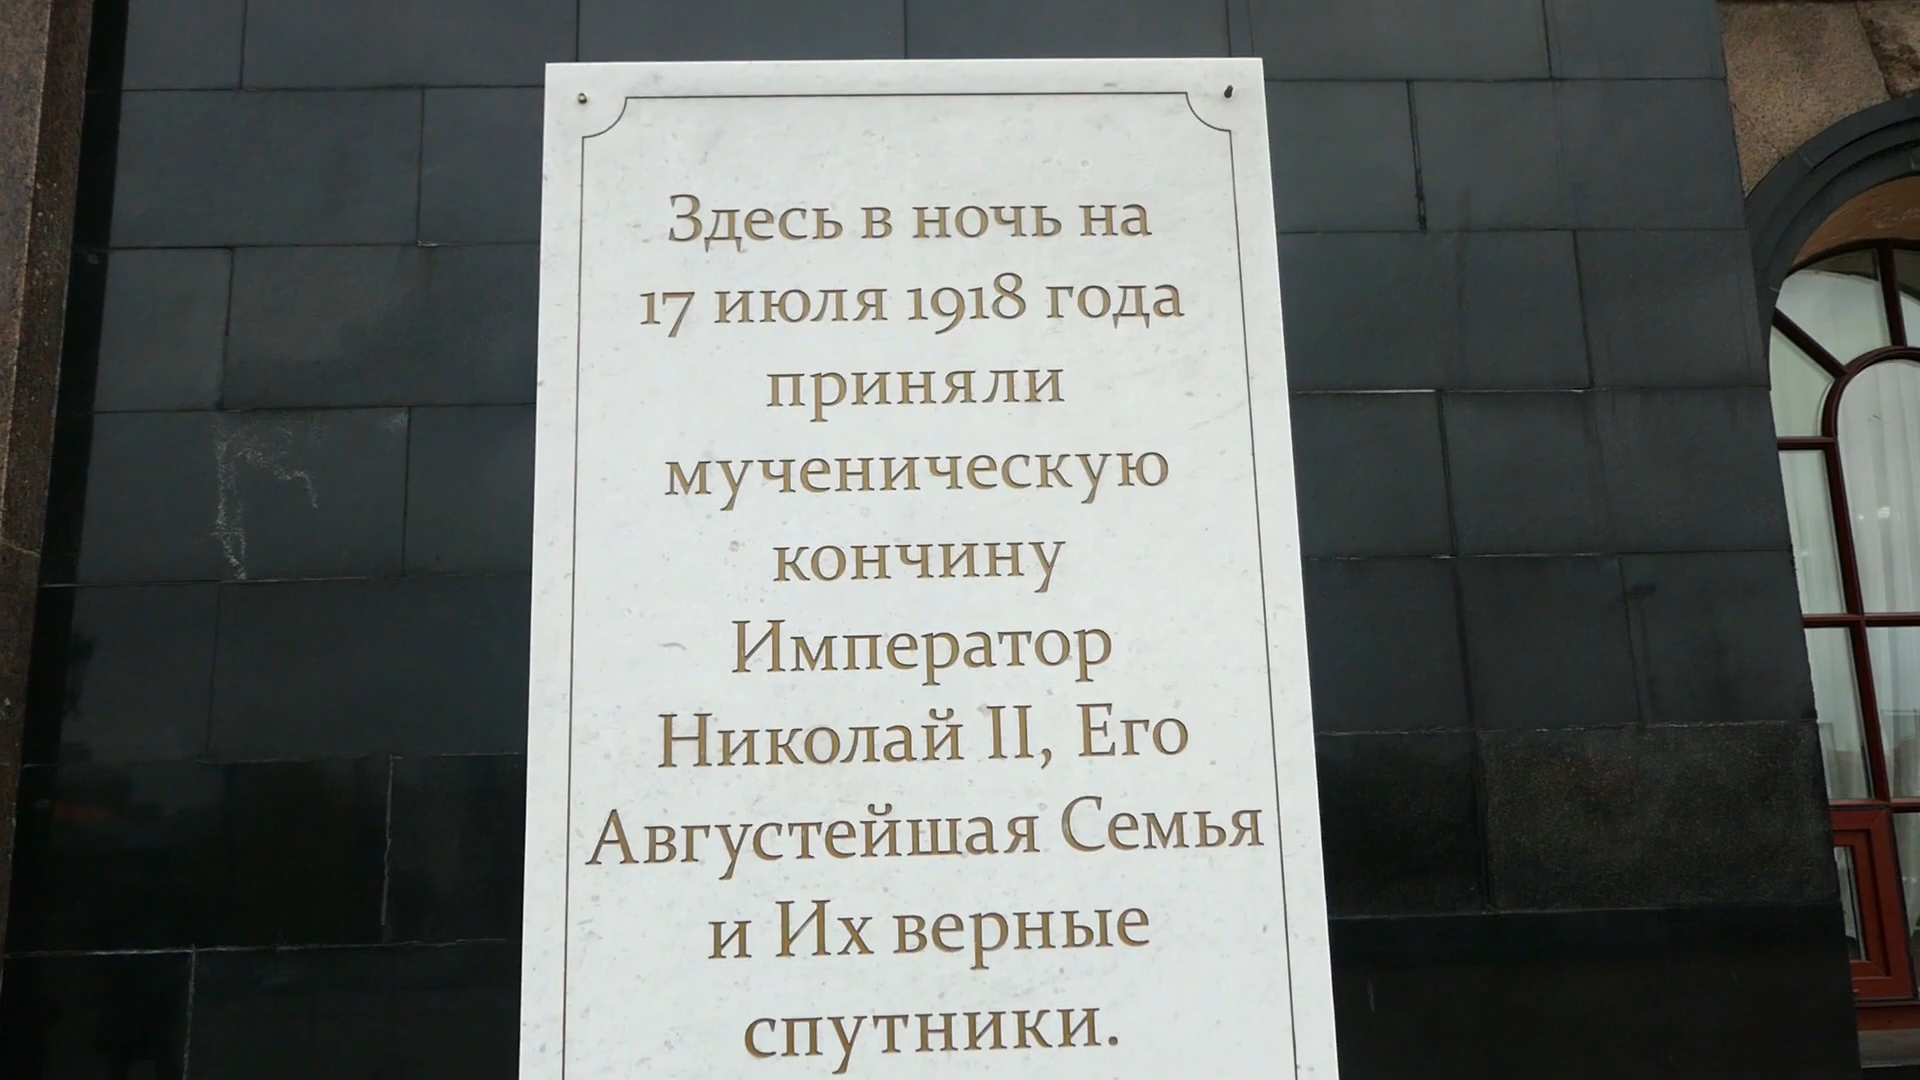 Здесь в ночь на
17 июля 1918 года
приняли
мученическую
кончину
Император
Николай II, Его
Августейшая Семья
и Их верные
спутники.